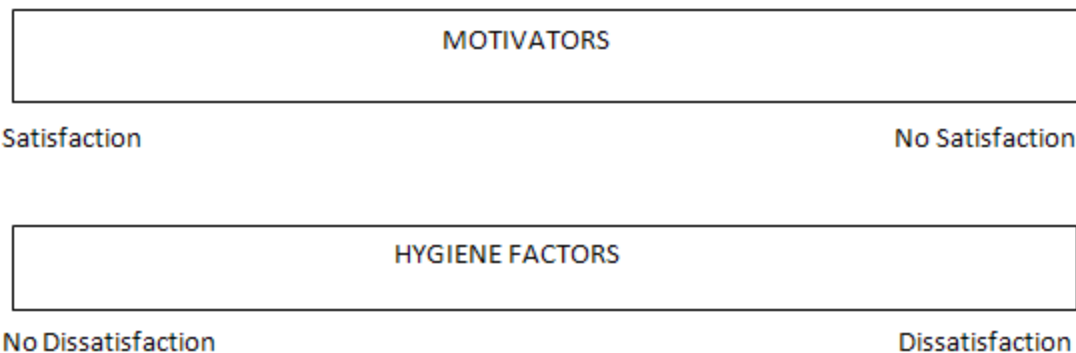 MOTIVATORS
Satisfaction No Satisfaction
HYGIENE FACTORS
No Dissatisfaction Dissatisfaction